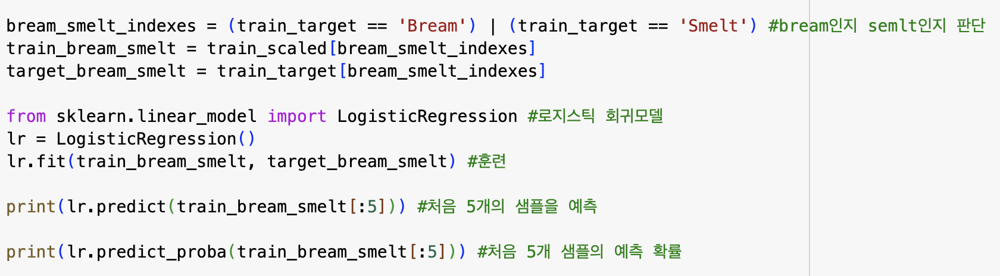 bream_smelt_indexes = (train_target == 'Bream') | (train_target == 'Smelt') #bream인지 semlt인지 판단
train_bream_smelt = train_scaled[bream_smelt_indexes]
target_bream_smelt = train_target[bream_smelt_indexes]
from sklearn.linear_model import LogisticRegression #로지스틱 회귀모델
lr = LogisticRegression()
lr.fit(train_bream_smelt, target_bream_smelt) #훈련
print(lr.predict(train_bream_smelt[:5])) #처음 5개의 샘플을 예측
print(lr.predict_proba(train_bream_smelt[:5])) #처음 5개 샘플의 예측 확률